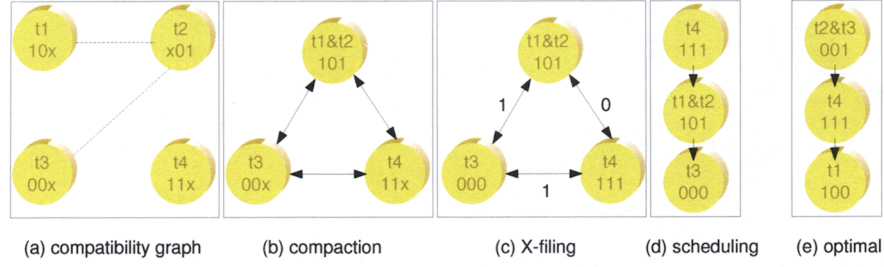 t1
10x
t2
x01
t3
00x
t4
11x
(a) compatibility graph
t1&t2
101
t3
00x
t4
11x
(b) compaction
t1&t2
101
1
0
t3
000
1
t4
111
(c) X-filing
t4
111
t1&t2
101
t3
000
(d) scheduling
t2&t3
001
t4
111
t1
100
(e) optimal